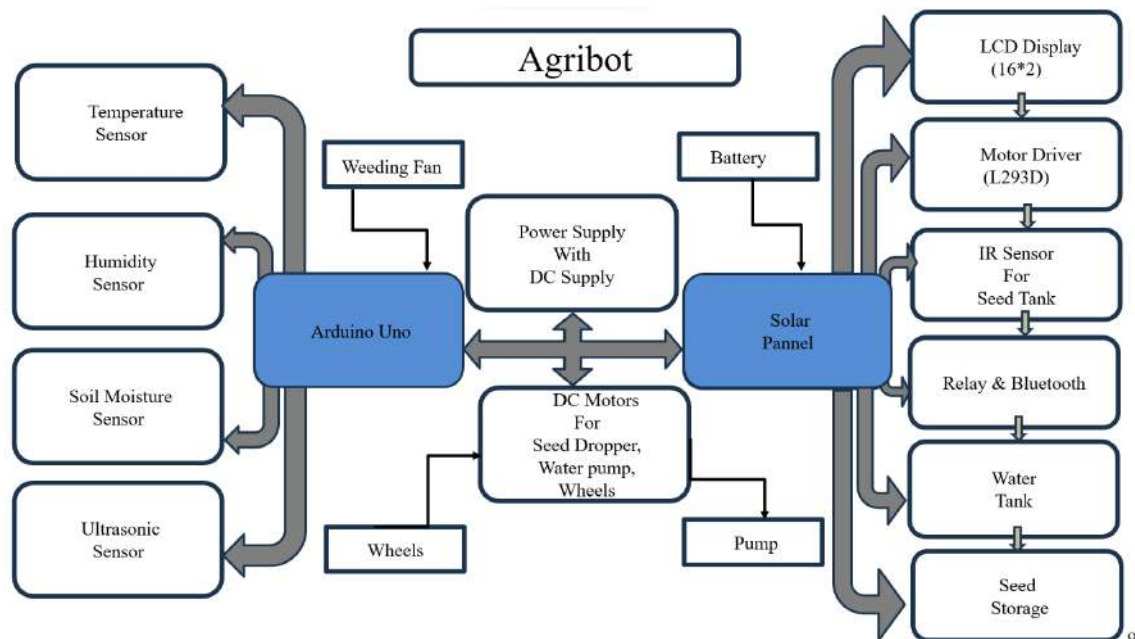 Agribot
Temperature
Sensor
Humidity
Sensor
Soil Moisture
Sensor
Ultrasonic
Sensor
Weeding Fan
Arduino Uno
Wheels
Power Supply
With
DC Supply
DC Motors
For
Seed Dropper,
Water pump,
Wheels
Battery
Solar
Pannel
Pump
LCD Display
(16*2)
Motor Driver
(L293D)
IR Sensor
For
Seed Tank
Relay & Bluetooth
Water
Tank
Seed
Storage